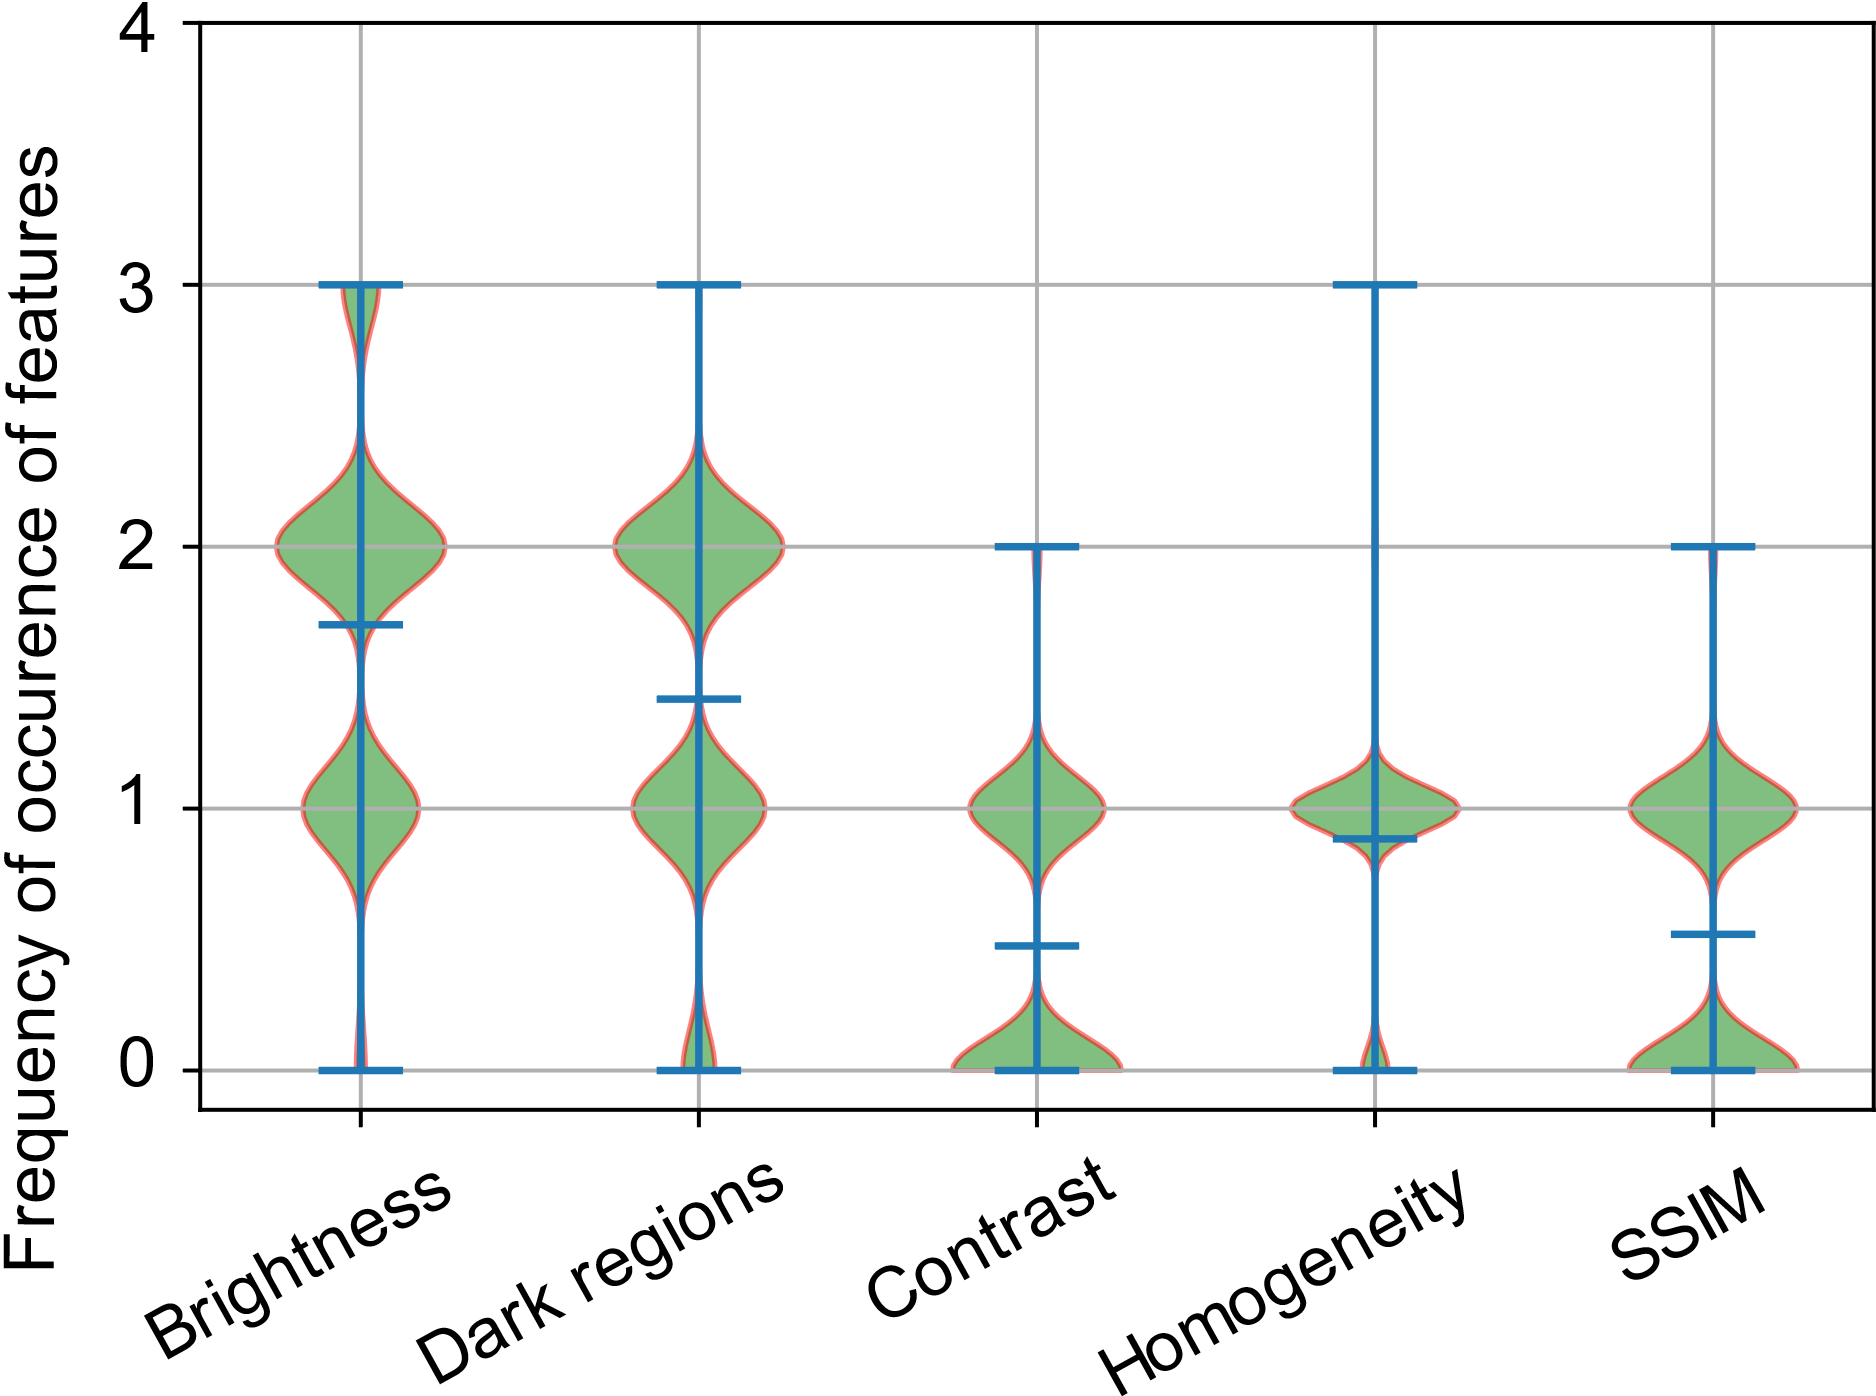 Frequency of occurence of features
4
3
2
1
0
Brightness
Dark regions
Contrast
Homogeneity
SSIM